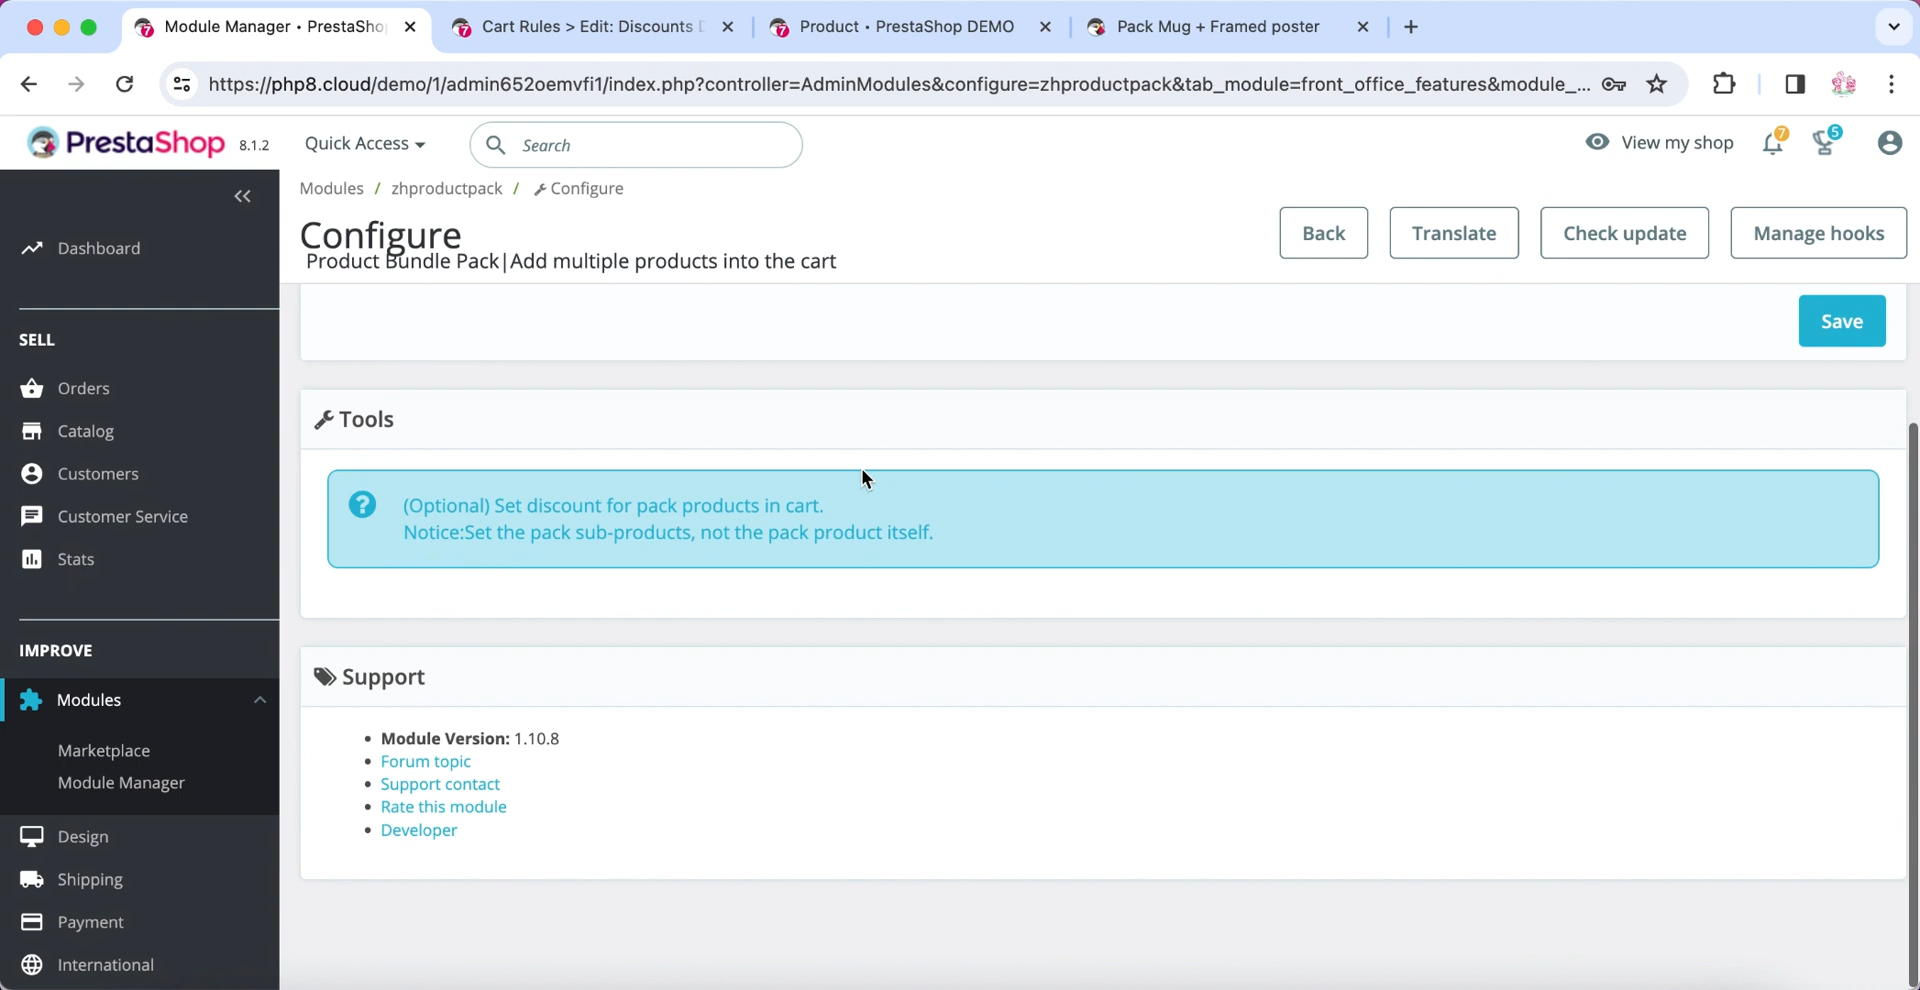 Module Manager • PrestaSho
Cart Rules > Edit: Discounts
Product • PrestaShop DEMO
Pack Mug + Framed poster
https://php8.cloud/demo/1/admin652oemvfi1/index.php?controller=AdminModules&configure=zhproductpack&tab_module=front_office_features&module_...
PrestaShop 8.1.2
Quick Access
Search
View my shop
7
5
Modules / zhproductpack / Configure
Configure
Product Bundle Pack|Add multiple products into the cart
Back
Translate
Check update
Manage hooks
Dashboard
SELL
Orders
Catalog
Customers
Customer Service
Stats
IMPROVE
Modules
Marketplace
Module Manager
Design
Shipping
Payment
International
Save
Tools
(Optional) Set discount for pack products in cart.
Notice:Set the pack sub-products, not the pack product itself.
Support
Module Version: 1.10.8
Forum topic
Support contact
Rate this module
Developer